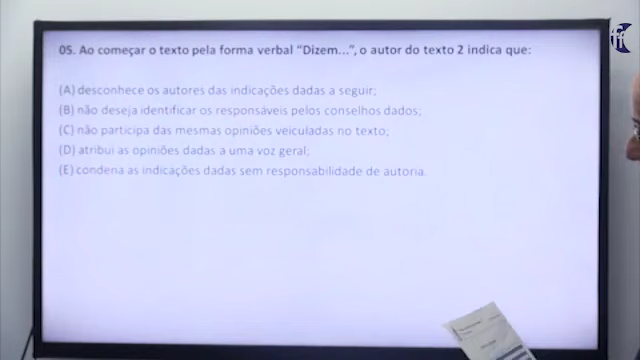 05. Ao começar o texto pela forma verbal “Dizem...”, o autor do texto 2 indica que:
(A) desconhece os autores das indicações dadas a seguir;
(B) não deseja identificar os responsáveis pelos conselhos dados;
(C) não participa das mesmas opiniões veiculadas no texto;
(D) atribui as opiniões dadas a uma voz geral;
(E) condena as indicações dadas sem responsabilidade de autoria.